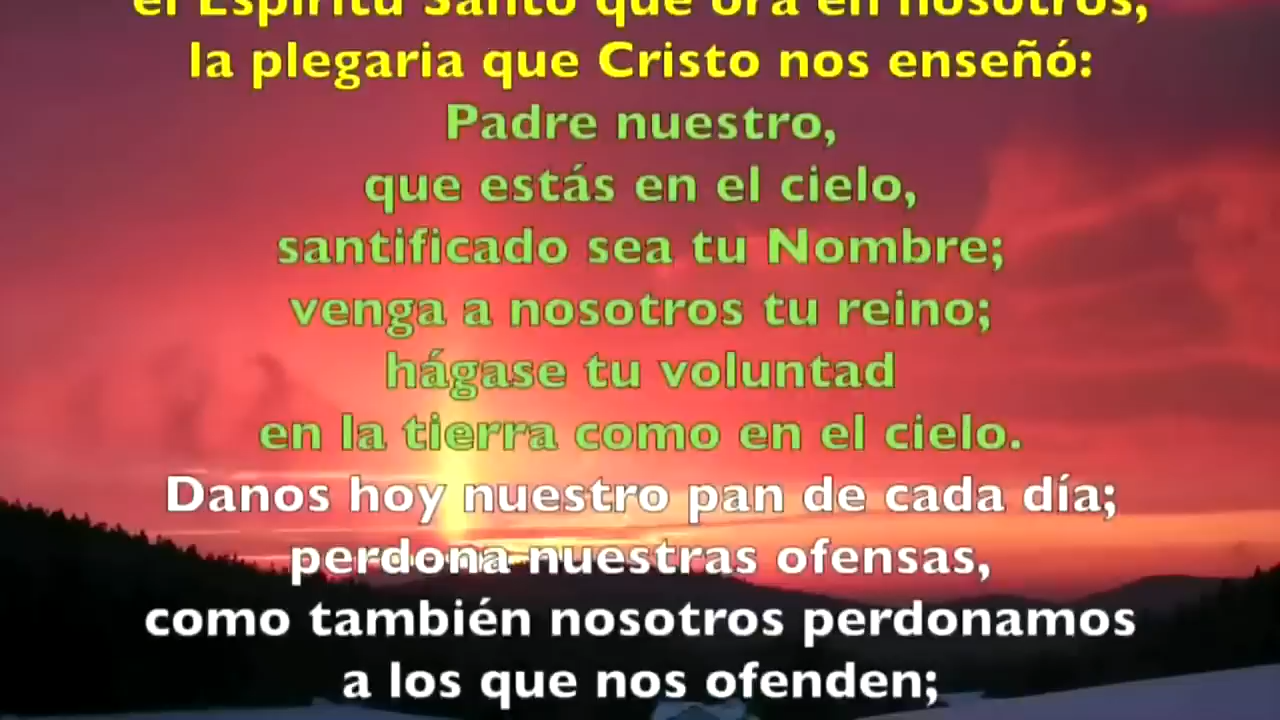 el Espíritu Santo que ora en nosotros,
la plegaria que Cristo nos enseñó:
Padre nuestro,
que estás en el cielo,
santificado sea tu Nombre;
venga a nosotros tu reino;
hágase tu voluntad
en la tierra como en el cielo.
Danos hoy nuestro pan de cada día;
perdona nuestras ofensas,
como también nosotros perdonamos
a los que nos ofenden;